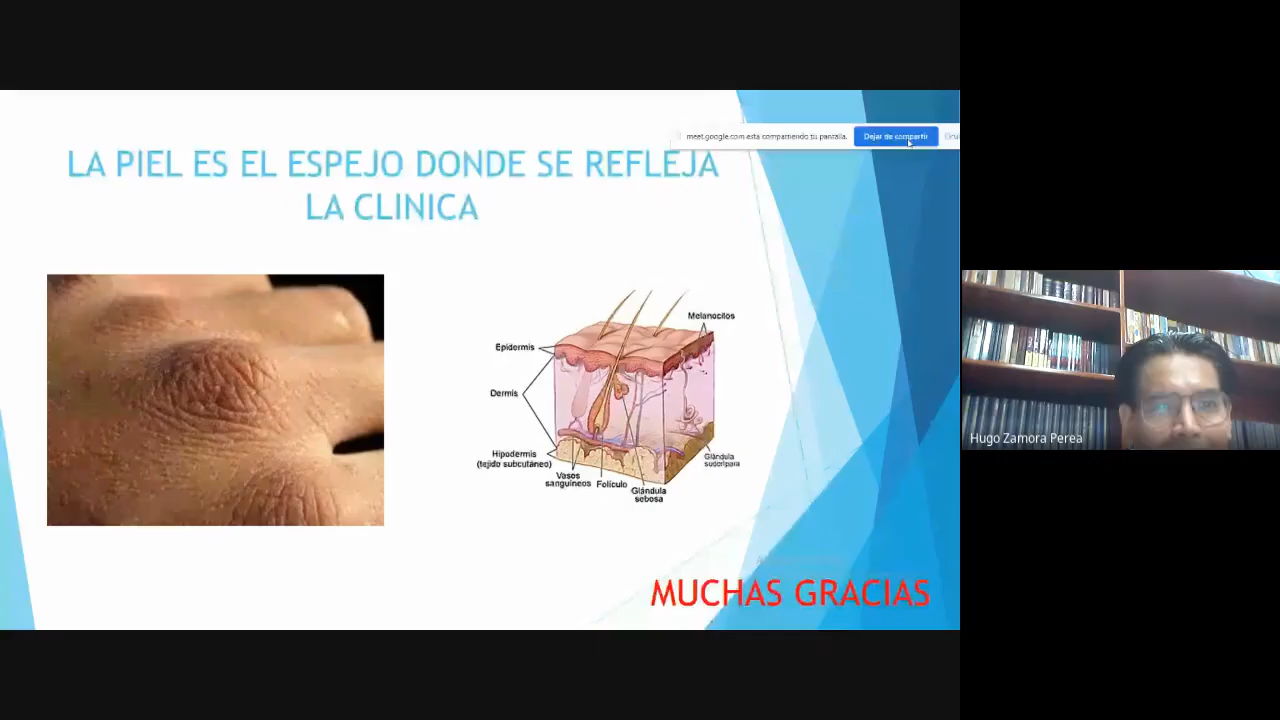 meet.google.com está compartiendo tu pantalla.
Dejar de compartir
LA PIEL ES EL ESPEJO DONDE SE REFLEJA
LA CLINICA
Melanocitos
Epidermis
Dermis
Hipodermis
(tejido subcutáneo)
Vasos
sanguíneos
Folículo
Glándula
sebosa
Glándula
sudorípara
MUCHAS GRACIAS
Hugo Zamora Perea